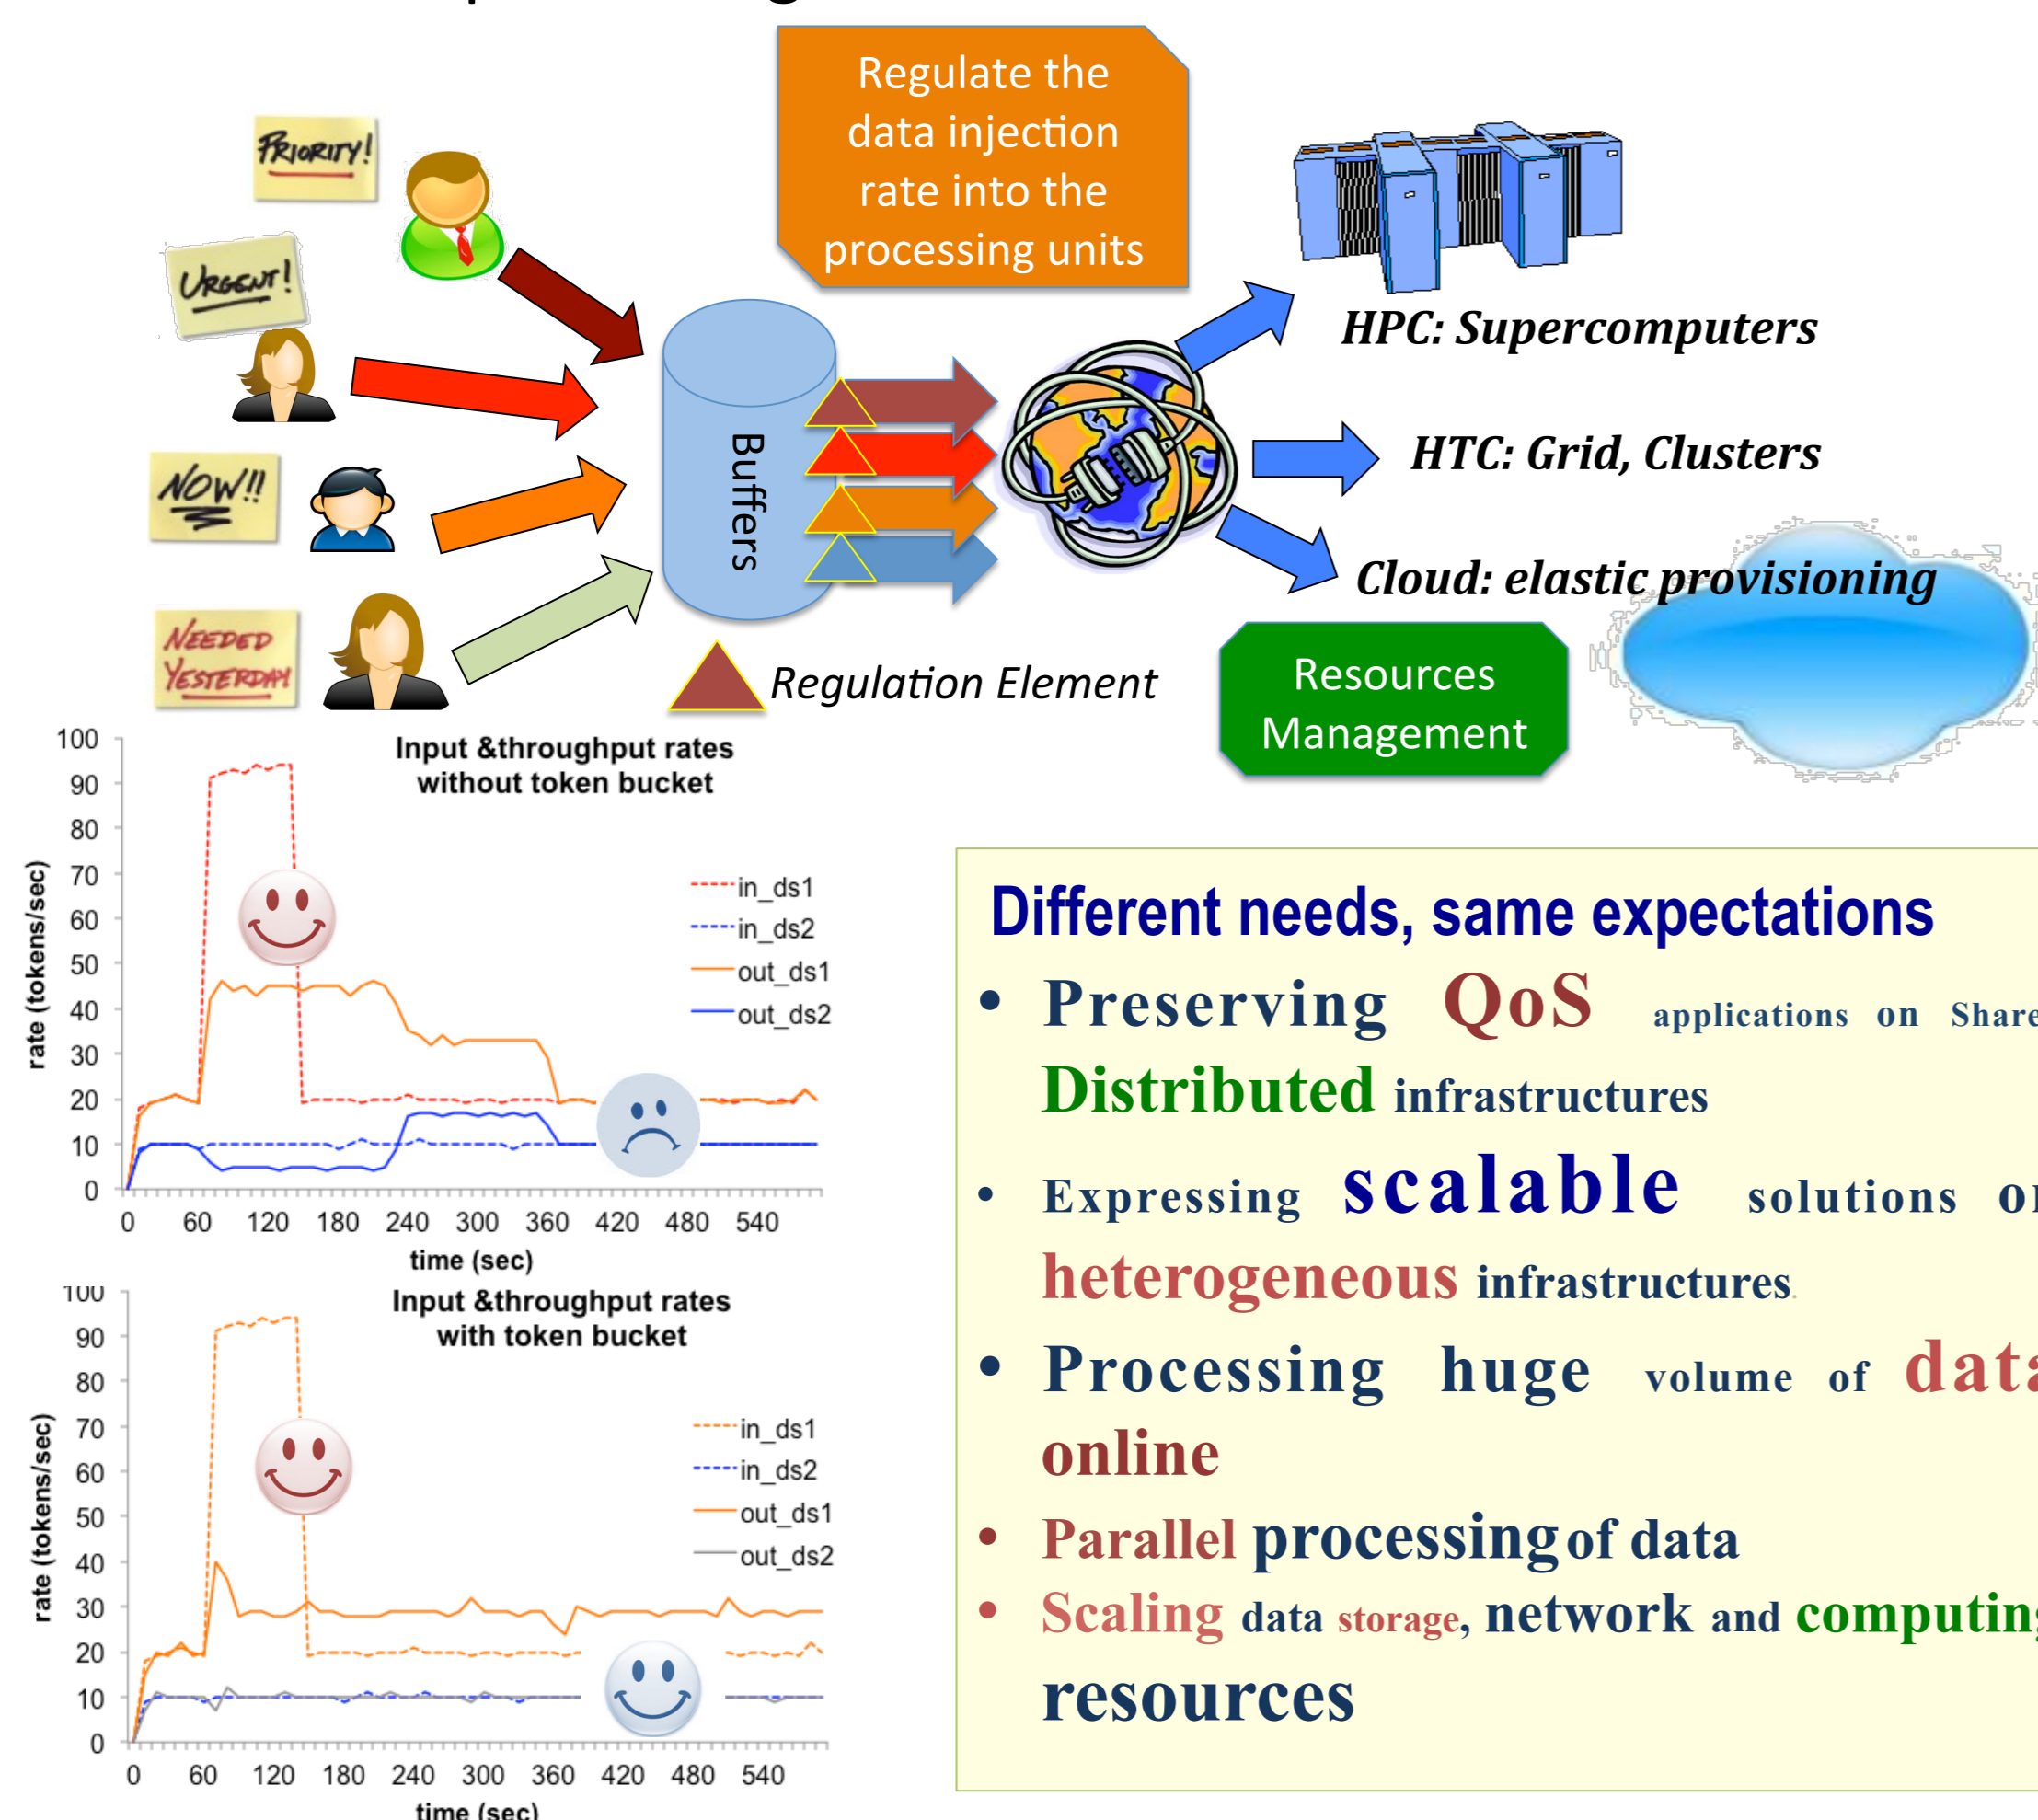 Regulate the
data injection
rate into the
processing units
PRIORITY!
URGENT!
NOW!!
NEEDED
YESTERDAY
Buffers
HPC: Supercomputers
HTC: Grid, Clusters
Cloud: elastic provisioning
Regulation Element
Resources
Management
Input &throughput rates
without token bucket
100
90
80
70
60
50
40
30
20
10
0
rate (tokens/sec)
in_ds1
in_ds2
out_ds1
out_ds2
0 60 120 180 240 300 360 420 480 540
time (sec)
Input &throughput rates
with token bucket
100
90
80
70
60
50
40
30
20
10
0
rate (tokens/sec)
in_ds1
in_ds2
out_ds1
out_ds2
0 60 120 180 240 300 360 420 480 540
time (sec)
Different needs, same expectations
• Preserving QoS applications on Share
Distributed infrastructures
• Expressing scalable solutions on
heterogeneous infrastructures.
• Processing huge volume of data
online
• Parallel processing of data
• Scaling data storage, network and computing
resources